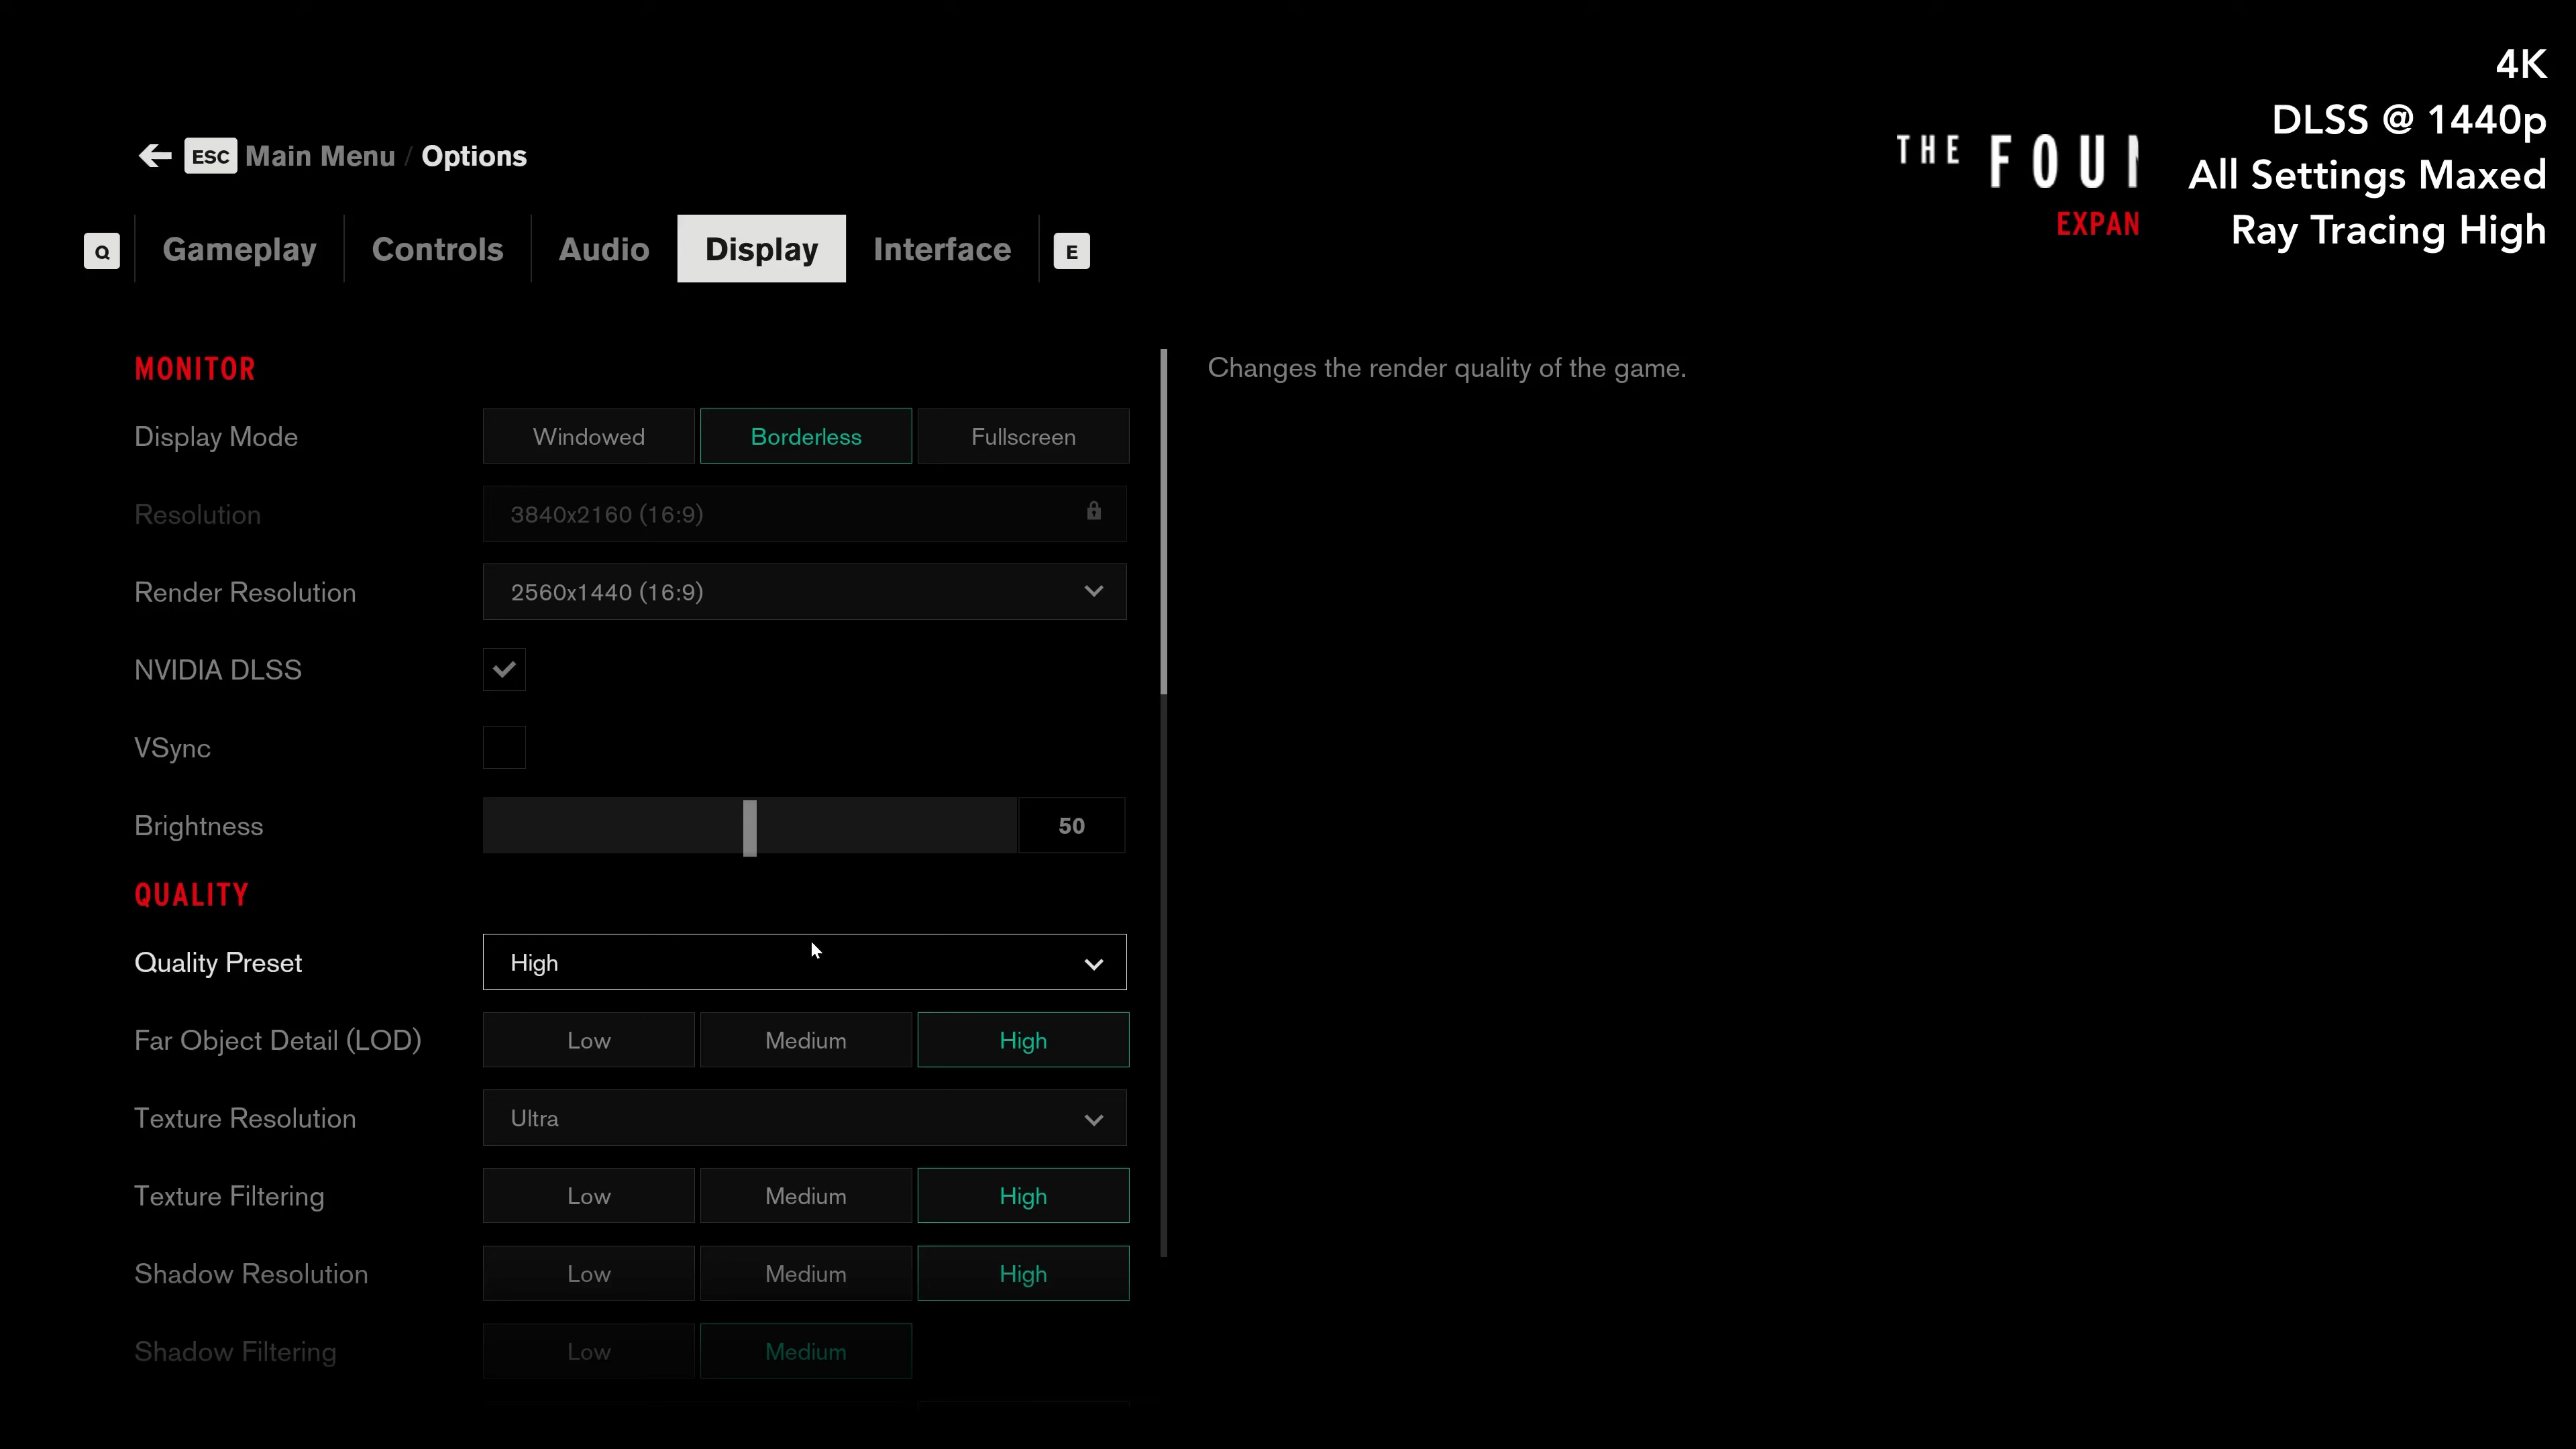 4K
DLSS @ 1440p
All Settings Maxed
Ray Tracing High
ESC Main Menu / Options
THE FOU
EXPAN
Q Gameplay Controls Audio Display Interface E
MONITOR
Changes the render quality of the game.
Display Mode Windowed Borderless Fullscreen
Resolution 3840x2160 (16:9)
Render Resolution 2560x1440 (16:9)
NVIDIA DLSS
VSync
Brightness 50
QUALITY
Quality Preset High
Far Object Detail (LOD) Low Medium High
Texture Resolution Ultra
Texture Filtering Low Medium High
Shadow Resolution Low Medium High
Shadow Filtering Low Medium